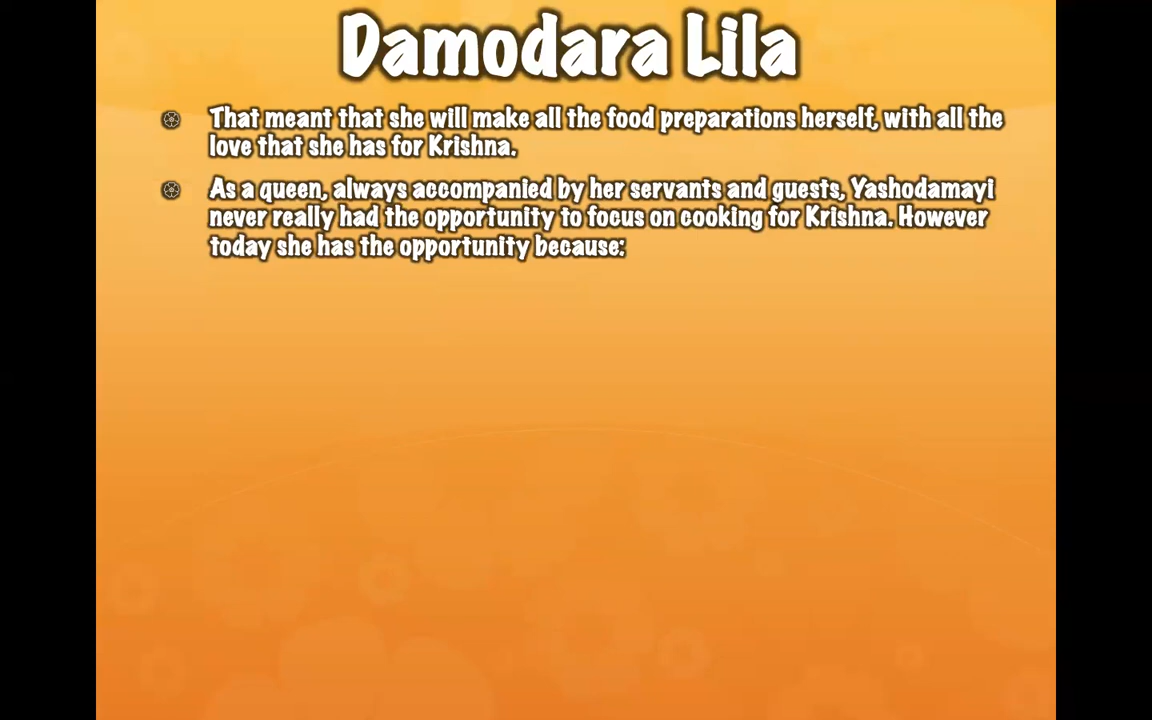 Damodara Lila
That meant that she will make all the food preparations herself, with all the
love that she has for Krishna.
As a queen, always accompanied by her servants and guests, Yashodamayi
never really had the opportunity to focus on cooking for Krishna. However
today she has the opportunity because: